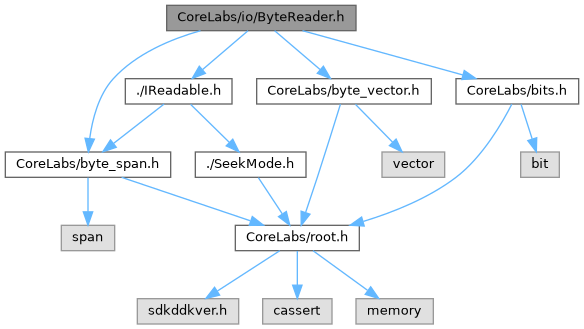 CoreLabs/io/ByteReader.h
./IReadable.h
CoreLabs/byte_vector.h
CoreLabs/bits.h
CoreLabs/byte_span.h
./SeekMode.h
vector
bit
span
CoreLabs/root.h
sdkddkver.h
cassert
memory